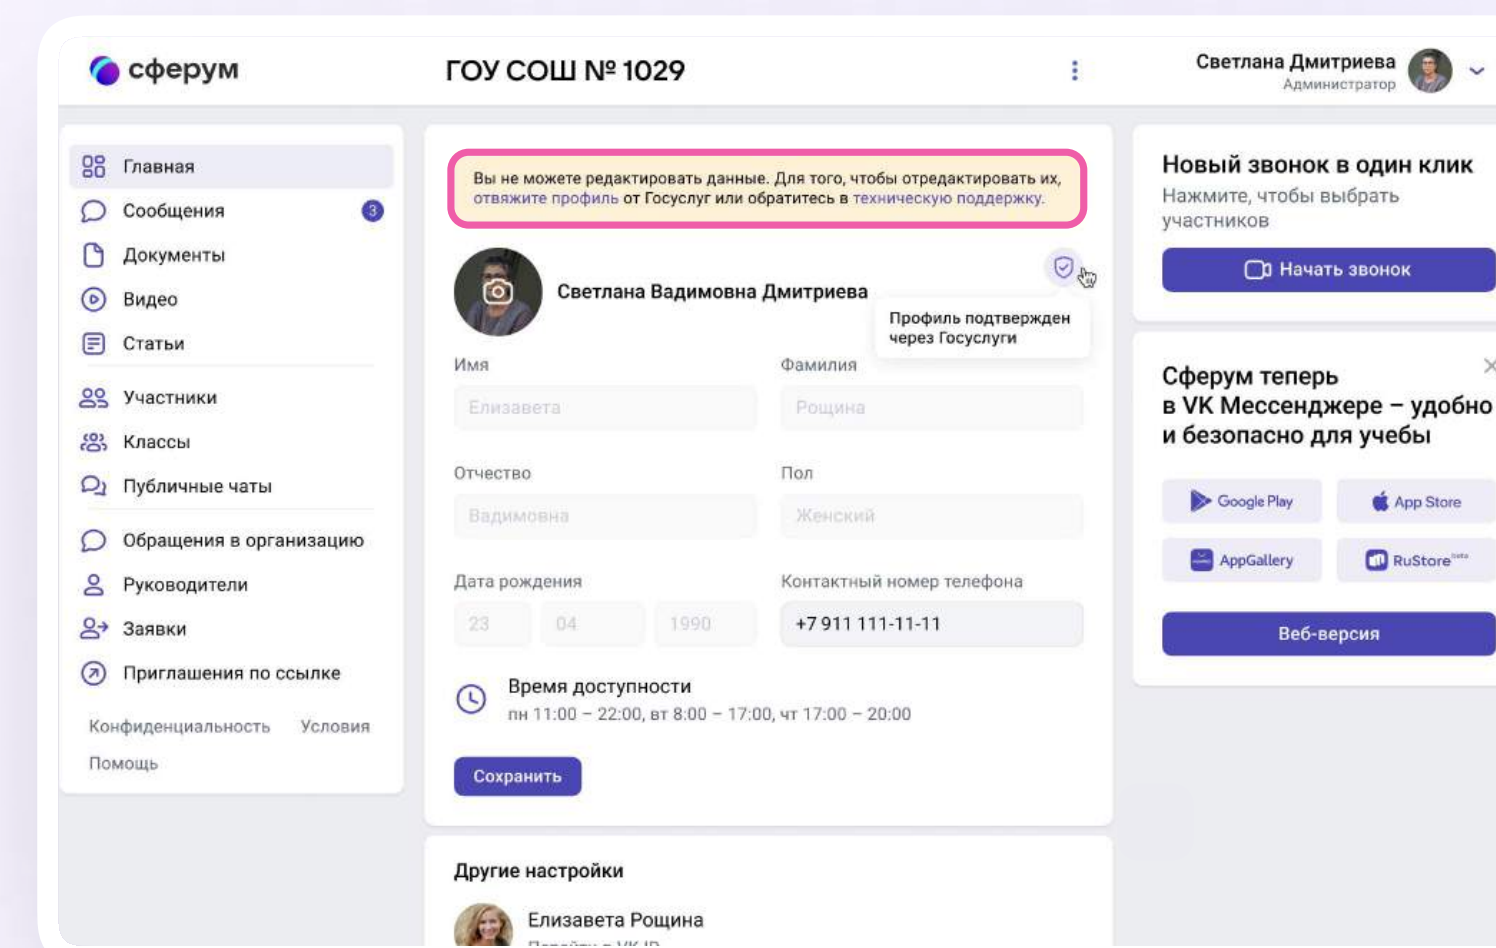 сферум
ГОУ СОШ № 1029
Светлана Дмитриева
Администратор
Главная
Сообщения
3
Документы
Видео
Статьи
Участники
Классы
Публичные чаты
Обращения в организацию
Руководители
Заявки
Приглашения по ссылке
Конфиденциальность Условия
Помощь
Вы не можете редактировать данные. Для того, чтобы отредактировать их,
отвяжите профиль от Госуслуг или обратитесь в техническую поддержку.
Светлана Вадимовна Дмитриева
Профиль подтвержден
через Госуслуги
Имя
Фамилия
Елизавета
Рощина
Отчество
Пол
Вадимовна
Женский
Дата рождения
Контактный номер телефона
23 04 1990
+7 911 111-11-11
Время доступности
пн 11:00 – 22:00, вт 8:00 – 17:00, чт 17:00 – 20:00
Сохранить
Другие настройки
Елизавета Рощина
Перейти в VK ID
Новый звонок в один клик
Нажмите, чтобы выбрать
участников
Начать звонок
Сферум теперь
в VK Мессенджере – удобно
и безопасно для учебы
Google Play
App Store
AppGallery
RuStore beta
Веб-версия